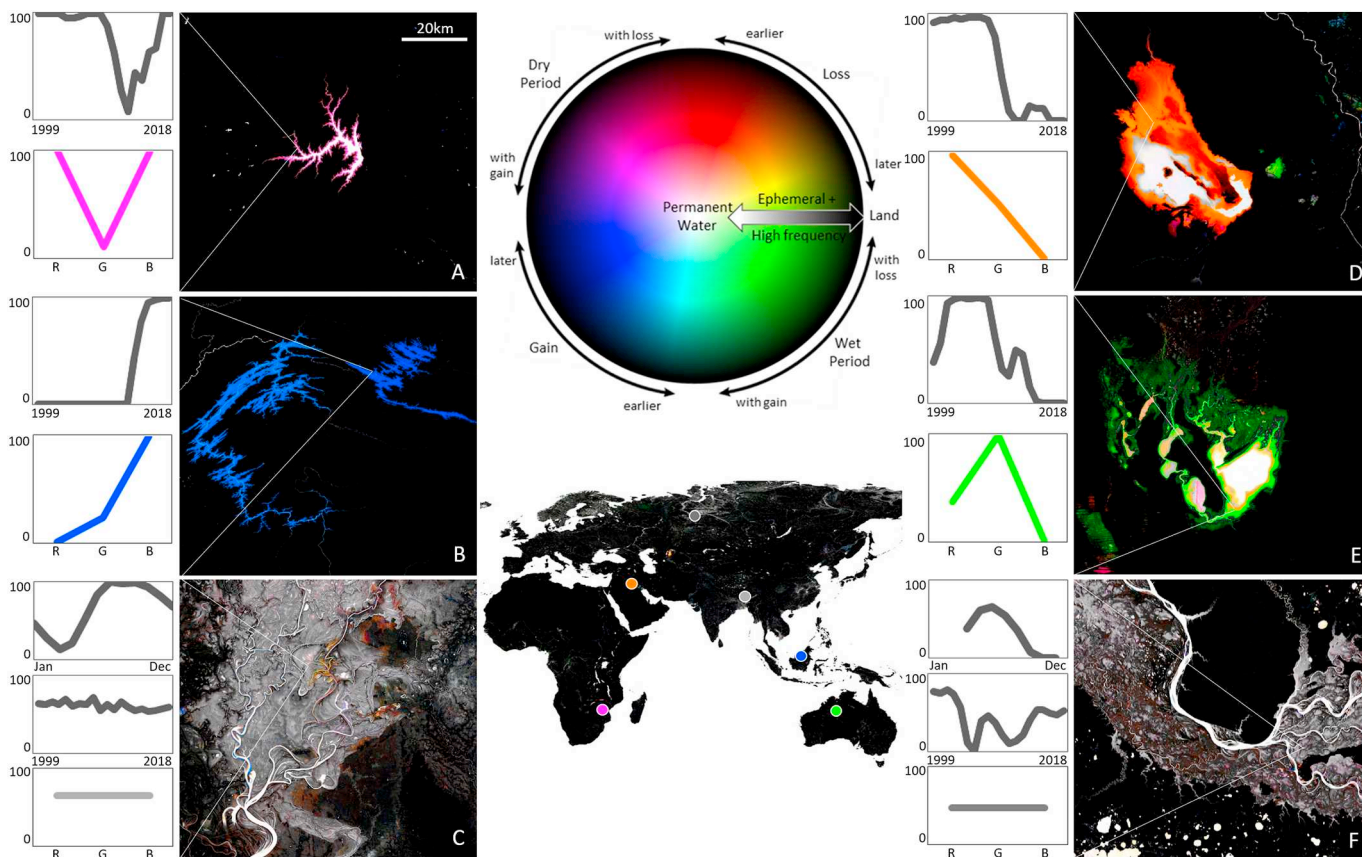 100
0
1999 2018
100
0
R G B
20km
A
with loss
earlier
Dry
Period
Loss
with
gain
later
Permanent
Water
Ephemeral +
High frequency
Land
later
with
loss
Gain
Wet
Period
earlier
with gain
100
0
1999 2018
100
0
R G B
D
100
0
1999 2018
100
0
R G B
B
100
0
1999 2018
100
0
R G B
E
100
0
Jan Dec
100
0
1999 2018
100
0
R G B
C
100
0
Jan Dec
100
0
1999 2018
100
0
R G B
F